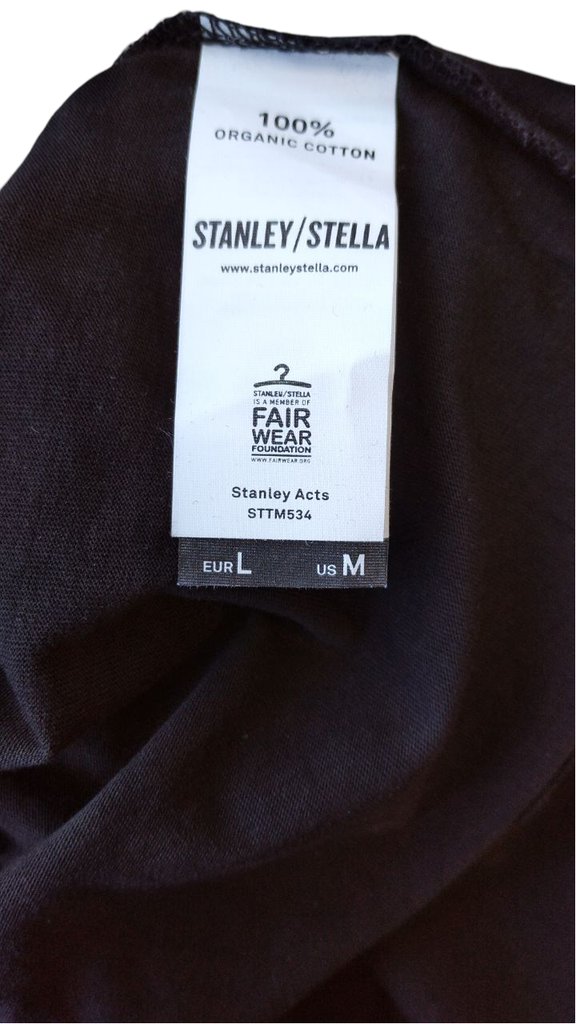 100%
ORGANIC COTTON
STANLEY/STELLA
www.stanleystella.com
STANLEY/STELLA
IS A MEMBER OF
FAIR
WEAR
FOUNDATION
WWW.FAIRWEAR.ORG
Stanley Acts
STTM534
EUR L US M